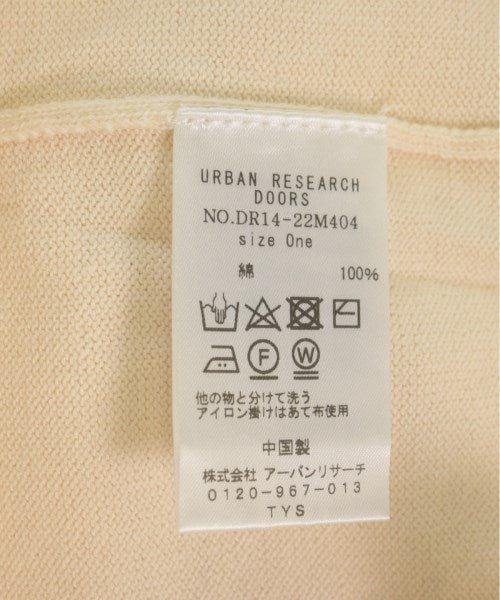 URBAN RESEARCH
DOORS
NO.DR14-22M404
size One
綿 100%
F W
他の物と分けて洗う
アイロン掛けはあて布使用
中国製
株式会社 アーバンリサーチ
0120-967-013
TYS